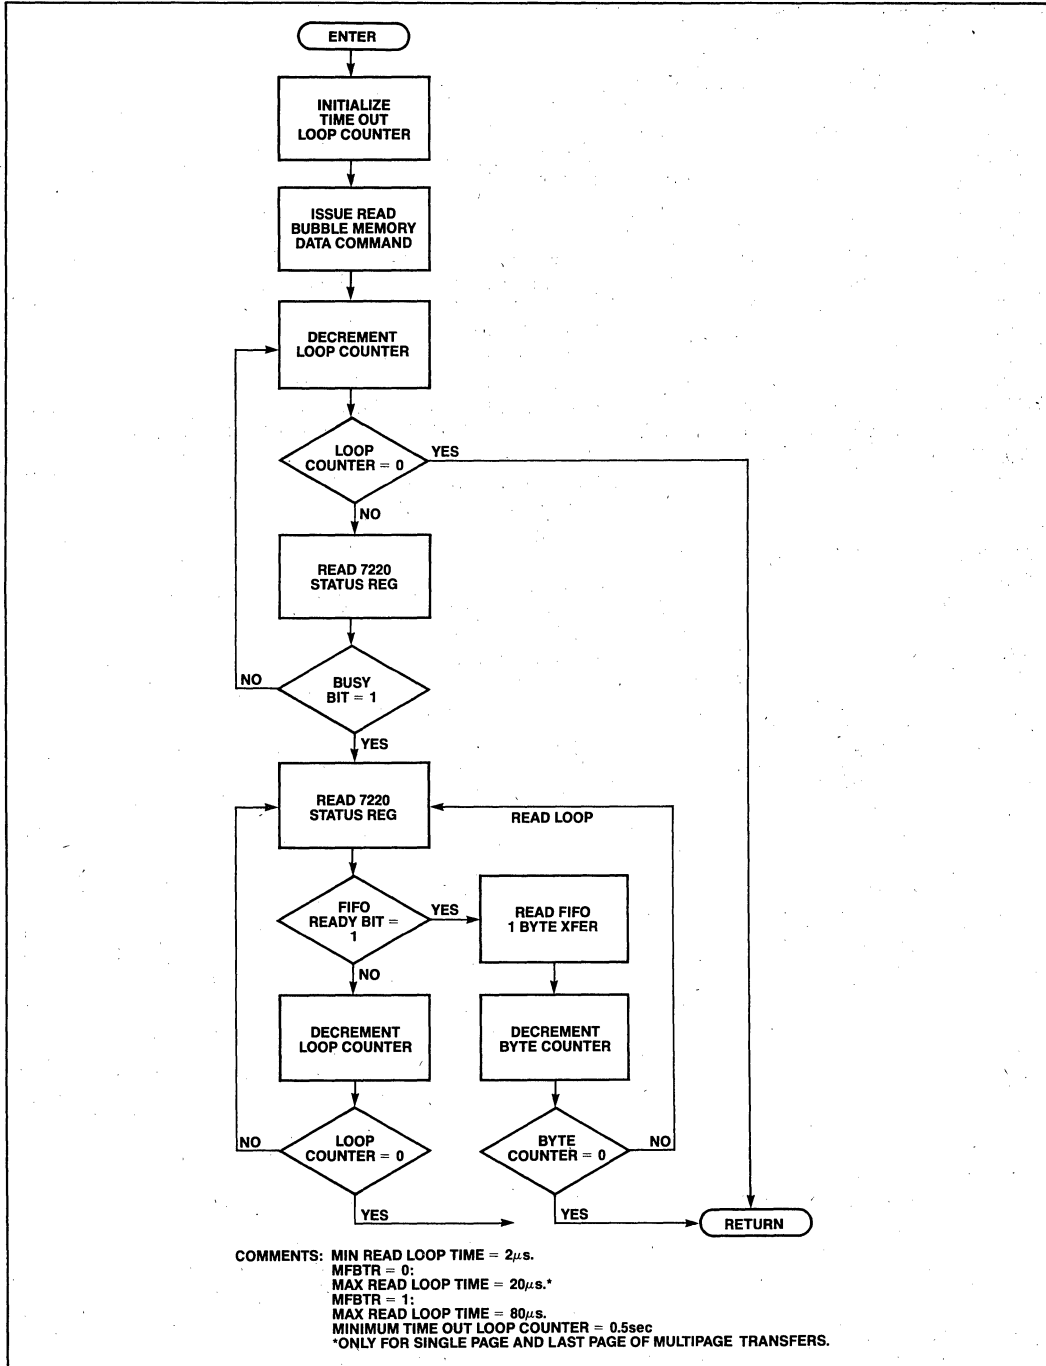 ENTER
INITIALIZE
TIME OUT
LOOP COUNTER
ISSUE READ
BUBBLE MEMORY
DATA COMMAND
DECREMENT
LOOP COUNTER
LOOP
COUNTER = 0
YES
NO
READ 7220
STATUS REG
BUSY
BIT = 1
NO
YES
READ 7220
STATUS REG
READ LOOP
FIFO
READY BIT =
1
YES
READ FIFO
1 BYTE XFER
NO
DECREMENT
LOOP COUNTER
DECREMENT
BYTE COUNTER
NO
LOOP
COUNTER = 0
BYTE
COUNTER = 0
NO
YES
YES
RETURN
COMMENTS: MIN READ LOOP TIME = 2μs.
MFBTR = 0:
MAX READ LOOP TIME = 20μs.*
MFBTR = 1:
MAX READ LOOP TIME = 80μs.
MINIMUM TIME OUT LOOP COUNTER = 0.5sec
*ONLY FOR SINGLE PAGE AND LAST PAGE OF MULTIPAGE TRANSFERS.